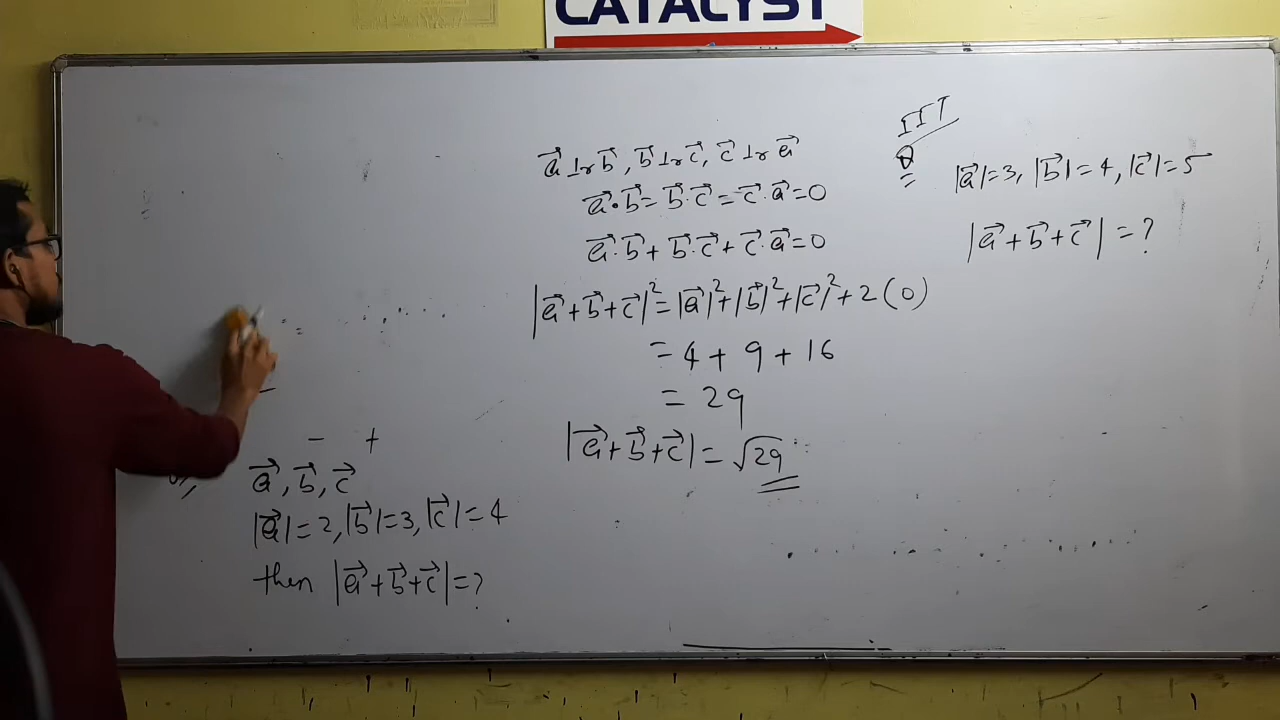 CATALYST
a⃗ ⊥r b⃗, b⃗ ⊥r c⃗, c⃗ ⊥r a⃗
a⃗·b⃗ = b⃗·c⃗ = c⃗·a⃗ = 0
a⃗·b⃗ + b⃗·c⃗ + c⃗·a⃗ = 0
|a⃗+b⃗+c⃗|² = |a⃗|²+|b⃗|²+|c⃗|²+2(0)
= 4 + 9 + 16
= 29
|a⃗+b⃗+c⃗| = √29
IIT
Q
|a⃗|=3, |b⃗|=4, |c⃗|=5
|a⃗+b⃗+c⃗| = ?
− +
a⃗, b⃗, c⃗
|a⃗|=2, |b⃗|=3, |c⃗|=4
then |a⃗+b⃗+c⃗|=?